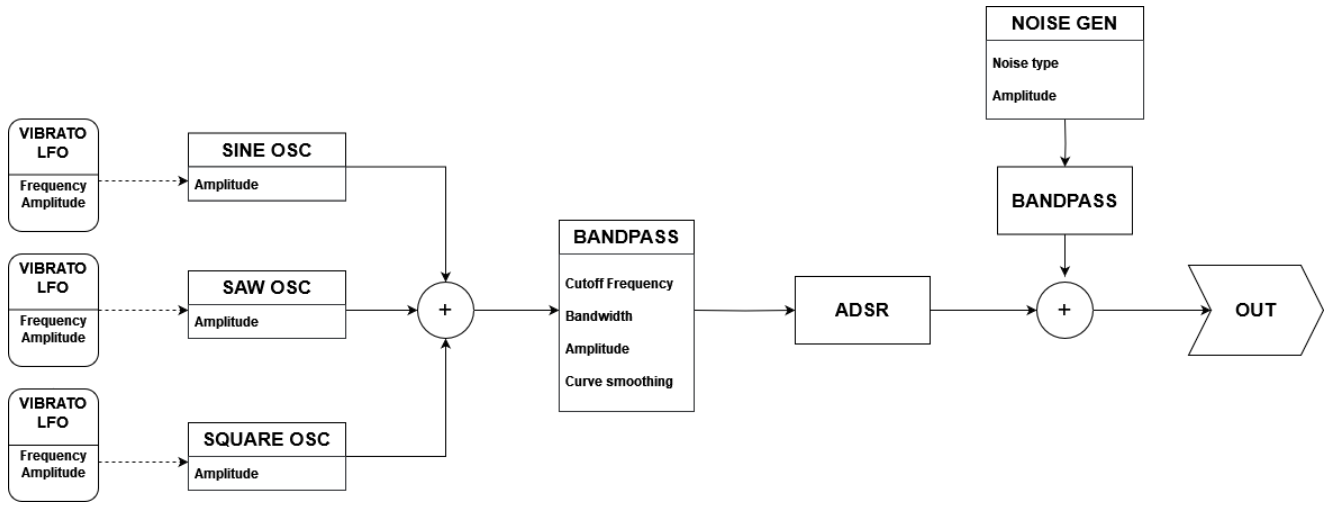 NOISE GEN
Noise type
Amplitude
VIBRATO
LFO
Frequency
Amplitude
SINE OSC
Amplitude
BANDPASS
BANDPASS
Cutoff Frequency
Bandwidth
Amplitude
Curve smoothing
VIBRATO
LFO
Frequency
Amplitude
SAW OSC
Amplitude
+
ADSR
+
OUT
VIBRATO
LFO
Frequency
Amplitude
SQUARE OSC
Amplitude